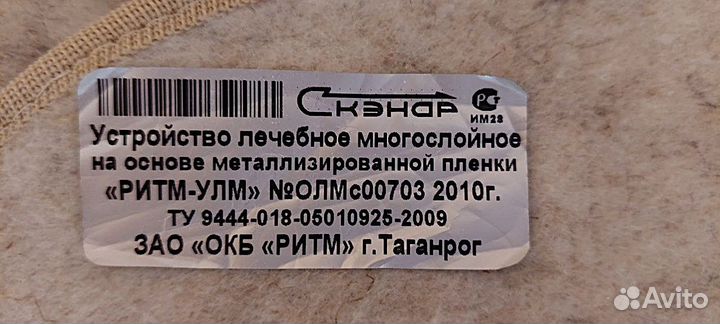 СКЭНАР
РСТ
ИМ28
Устройство лечебное многослойное
на основе металлизированной пленки
«РИТМ-УЛМ» №ОЛМс00703 2010г.
ТУ 9444-018-05010925-2009
ЗАО «ОКБ «РИТМ» г.Таганрог
Avito